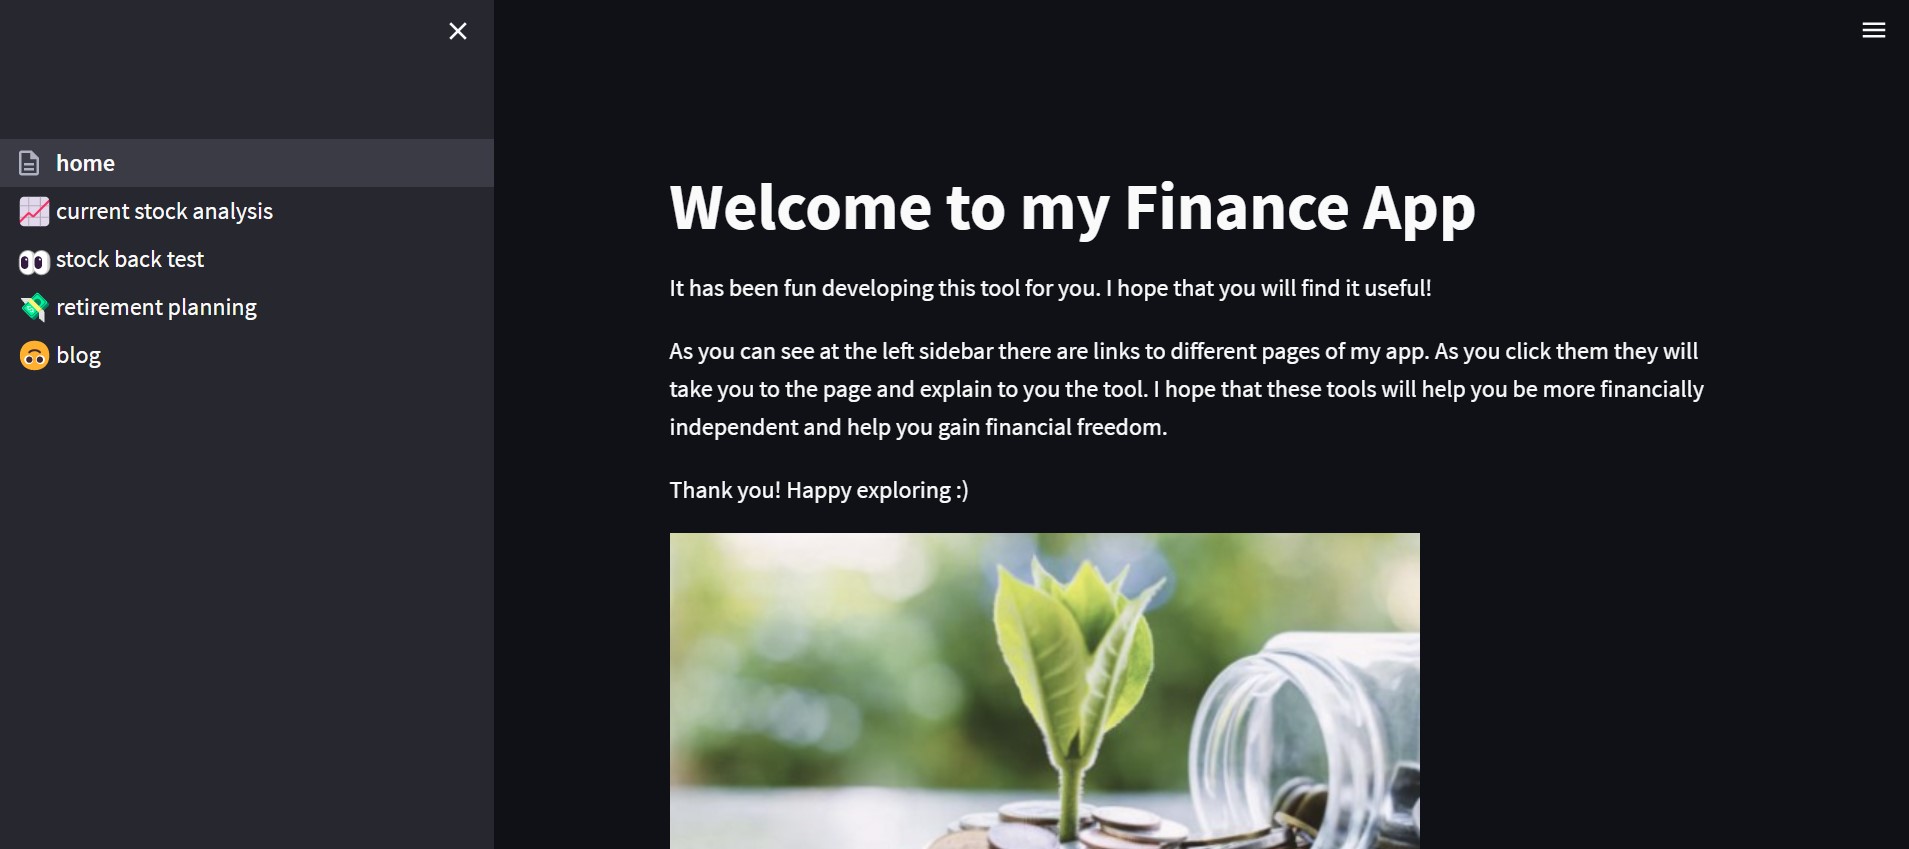 home
current stock analysis
stock back test
retirement planning
blog
Welcome to my Finance App
It has been fun developing this tool for you. I hope that you will find it useful!
As you can see at the left sidebar there are links to different pages of my app. As you click them they will
take you to the page and explain to you the tool. I hope that these tools will help you be more financially
independent and help you gain financial freedom.
Thank you! Happy exploring :)